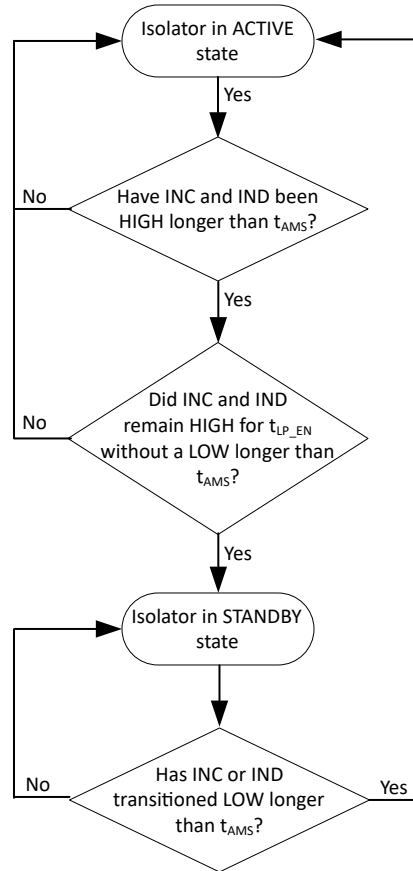 Isolator in ACTIVE
state
Yes
No
Have INC and IND been
HIGH longer than tAMS?
Yes
Did INC and IND
remain HIGH for tLP_EN
without a LOW longer than
tAMS?
No
Yes
Isolator in STANDBY
state
Has INC or IND
transitioned LOW longer
than tAMS?
No
Yes